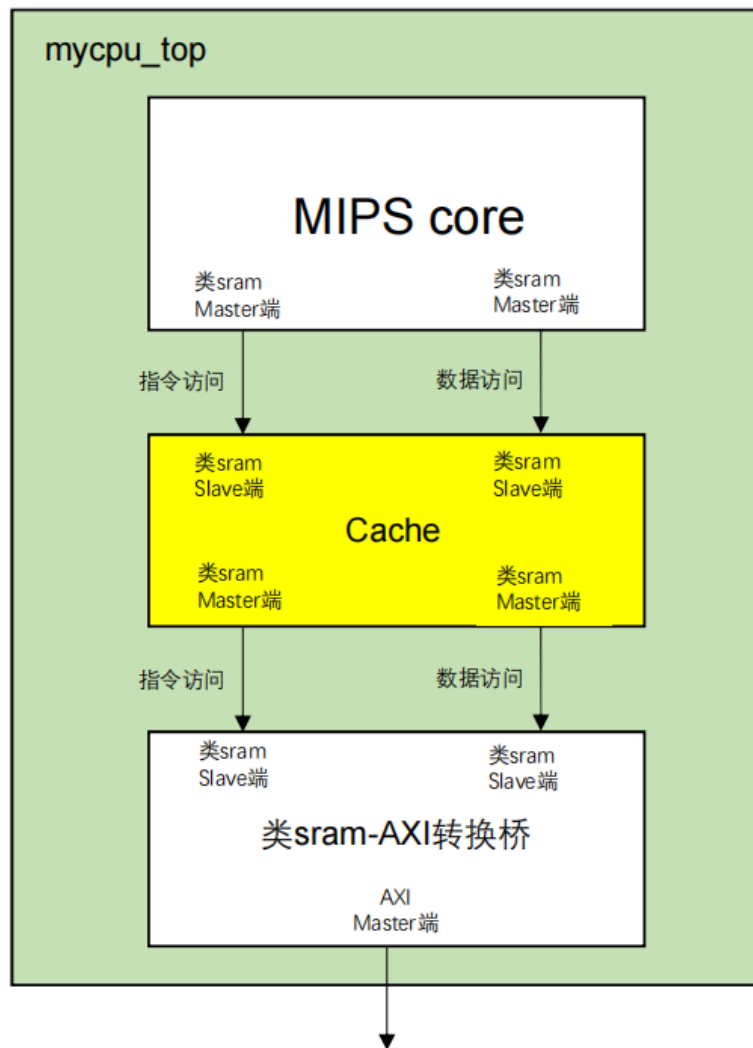 mycpu_top
MIPS core
类sram
Master端
类sram
Master端
指令访问
数据访问
类sram
Slave端
类sram
Slave端
Cache
类sram
Master端
类sram
Master端
指令访问
数据访问
类sram
Slave端
类sram
Slave端
类sram-AXI转换桥
AXI
Master端